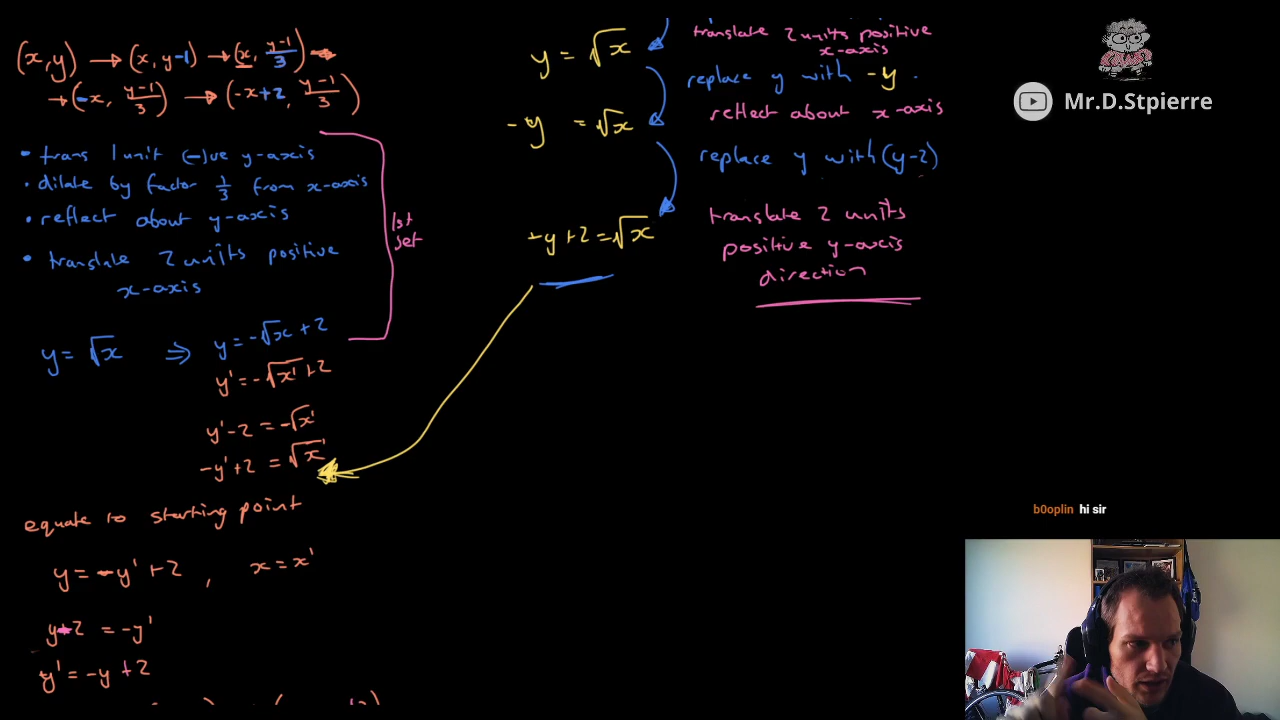 (x,y) → (x, y-1) → (x, y-1/3) →
→ (-x, y-1/3) → (-x+2, y-1/3)
• trans 1 unit (-)ve y-axis
• dilate by factor 1/3 from x-axis
• reflect about y-axis
• translate 2 units positive
x-axis
1st
set
y = √x ⇒ y = -√x + 2
y' = -√x' + 2
y' - 2 = -√x'
-y' + 2 = √x'
equate to starting point
y = -y' + 2 , x = x'
y-2 = -y'
y' = -y + 2
translate 2 units positive
x-axis
y = √x
replace y with -y .
reflect about x-axis
-y = √x
replace y with (y-2)
-y + 2 = √x
translate 2 units
positive y-axis
direction
Mr.D.Stpierre
b0oplin hi sir